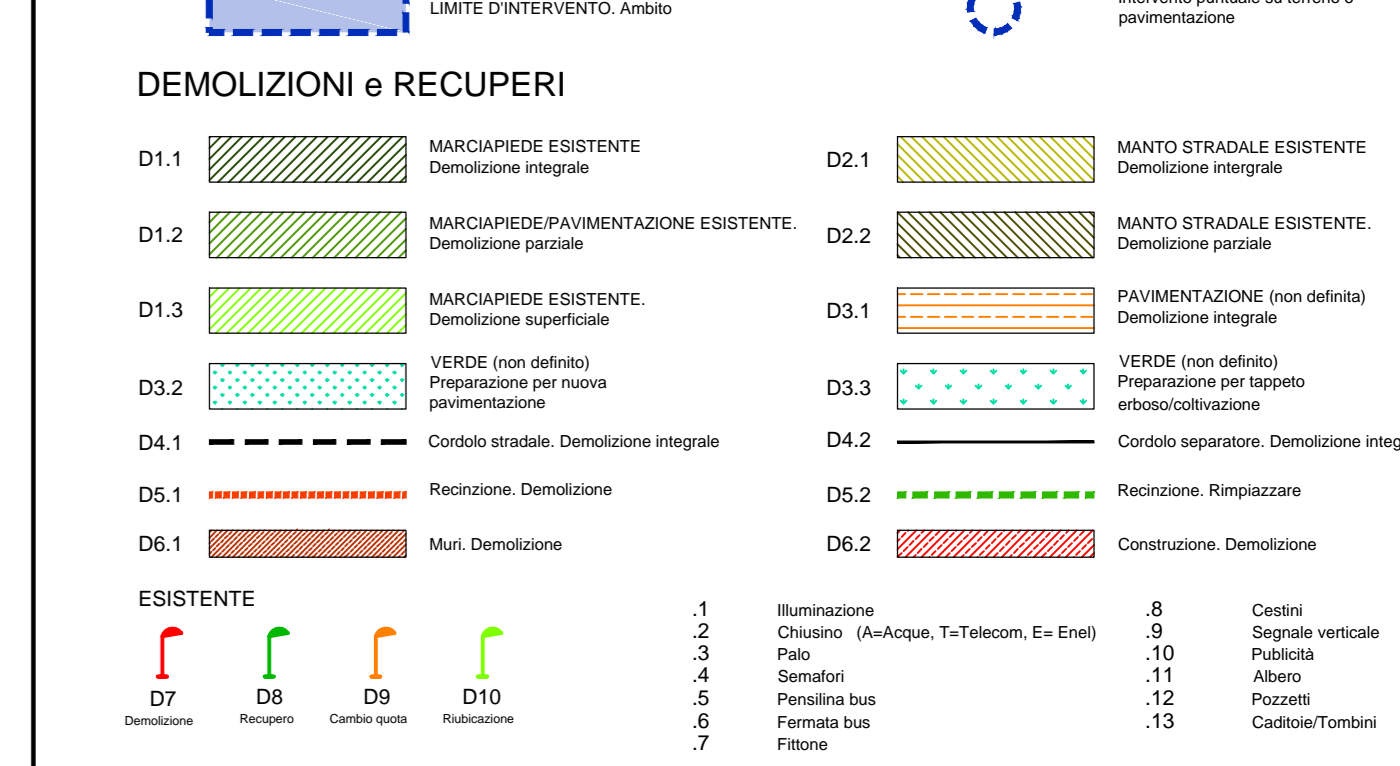 LIMITE D'INTERVENTO. Ambito
pavimentazione
DEMOLIZIONI e RECUPERI
D1.1
MARCIAPIEDE ESISTENTE
Demolizione integrale
D2.1
MANTO STRADALE ESISTENTE
Demolizione intergrale
D1.2
MARCIAPIEDE/PAVIMENTAZIONE ESISTENTE.
Demolizione parziale
D2.2
MANTO STRADALE ESISTENTE.
Demolizione parziale
D1.3
MARCIAPIEDE ESISTENTE.
Demolizione superficiale
D3.1
PAVIMENTAZIONE (non definita)
Demolizione integrale
D3.2
VERDE (non definito)
Preparazione per nuova
pavimentazione
D3.3
VERDE (non definito)
Preparazione per tappeto
erboso/coltivazione
D4.1
Cordolo stradale. Demolizione integrale
D4.2
Cordolo separatore. Demolizione
D5.1
Recinzione. Demolizione
D5.2
Recinzione. Rimpiazzare
D6.1
Muri. Demolizione
D6.2
Construzione. Demolizione
ESISTENTE
D7
Demolizione
D8
Recupero
D9
Cambio quota
D10
Riubicazione
.1 Illuminazione
.2 Chiusino (A=Acque, T=Telecom, E= Enel)
.3 Palo
.4 Semafori
.5 Pensilina bus
.6 Fermata bus
.7 Fittone
.8 Cestini
.9 Segnale verticale
.10 Publicità
.11 Albero
.12 Pozzetti
.13 Caditoie/Tombini